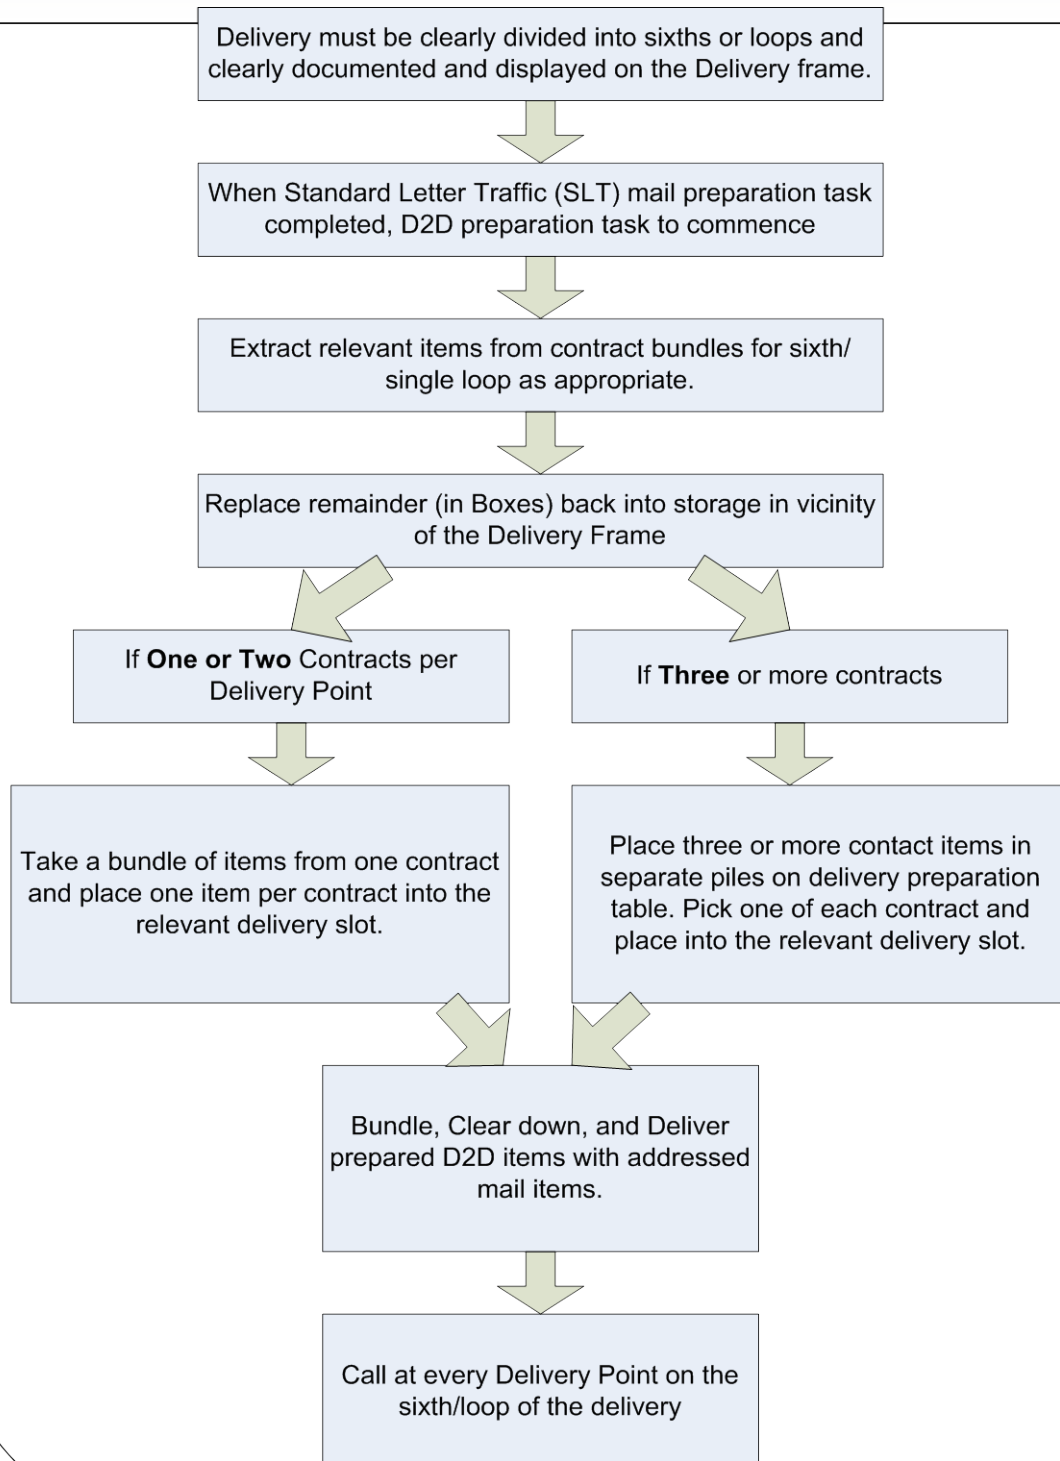 Delivery must be clearly divided into sixths or loops and
clearly documented and displayed on the Delivery frame.
When Standard Letter Traffic (SLT) mail preparation task
completed, D2D preparation task to commence
Extract relevant items from contract bundles for sixth/
single loop as appropriate.
Replace remainder (in Boxes) back into storage in vicinity
of the Delivery Frame
If One or Two Contracts per
Delivery Point
If Three or more contracts
Take a bundle of items from one contract
and place one item per contract into the
relevant delivery slot.
Place three or more contact items in
separate piles on delivery preparation
table. Pick one of each contract and
place into the relevant delivery slot.
Bundle, Clear down, and Deliver
prepared D2D items with addressed
mail items.
Call at every Delivery Point on the
sixth/loop of the delivery